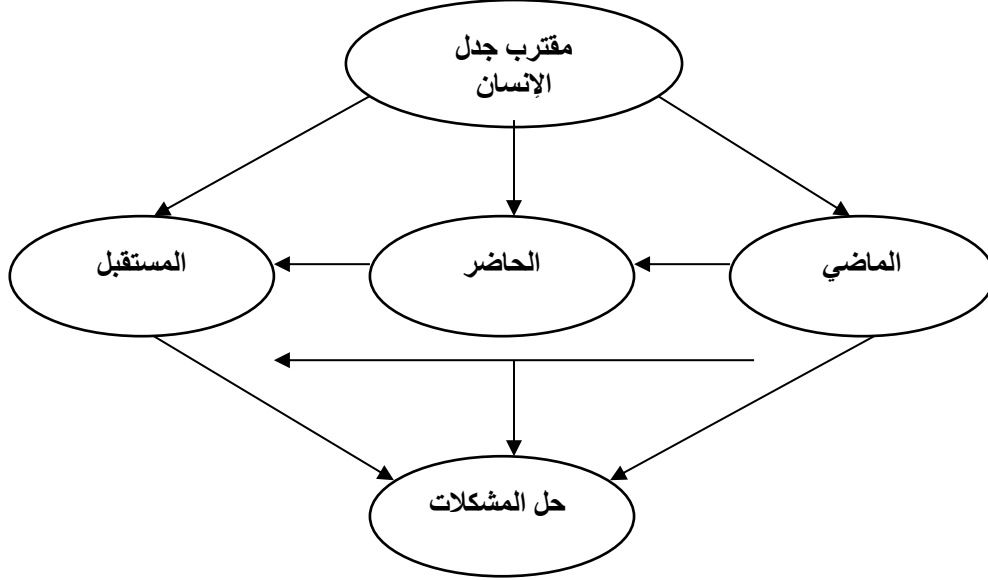 مقترب جدل
الإنسان
الماضي
الحاضر
المستقبل
حل المشكلات